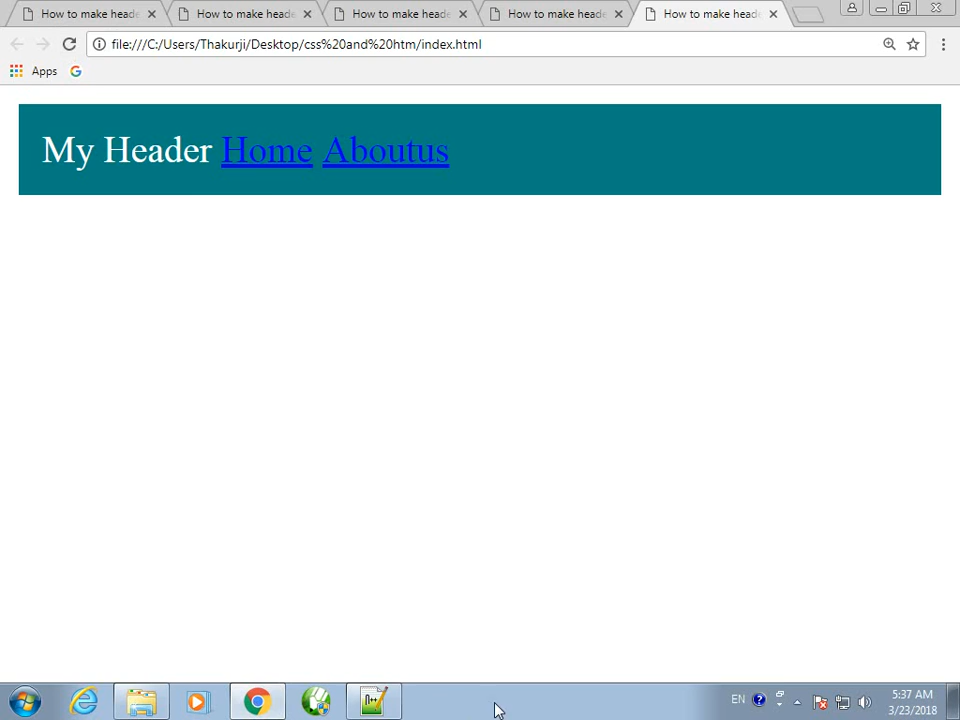 How to make heade How to make heade How to make heade How to make heade How to make heade
file:///C:/Users/Thakurji/Desktop/css%20and%20htm/index.html
Apps
My Header Home Aboutus
EN
5:37 AM
3/23/2018